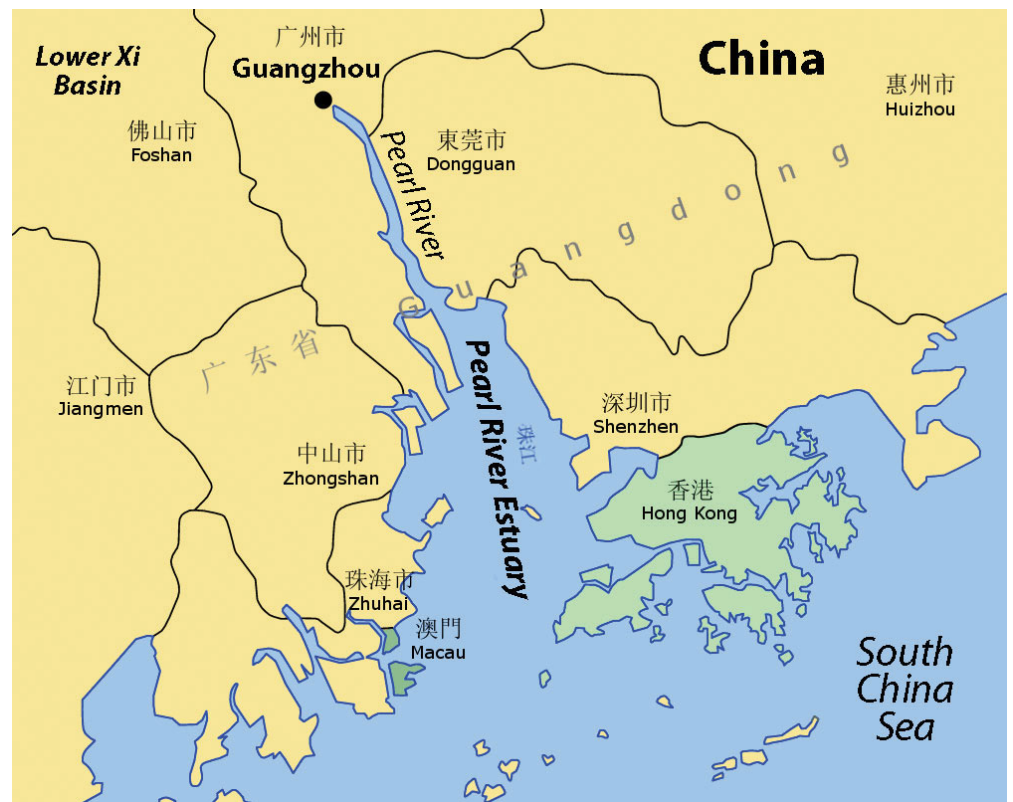 Lower Xi
Basin
广州市
Guangzhou
China
惠州市
Huizhou
佛山市
Foshan
東莞市
Dongguan
Pearl River
Guangdong
广东省
江门市
Jiangmen
Pearl River Estuary
珠江
深圳市
Shenzhen
中山市
Zhongshan
香港
Hong Kong
珠海市
Zhuhai
澳門
Macau
South
China
Sea